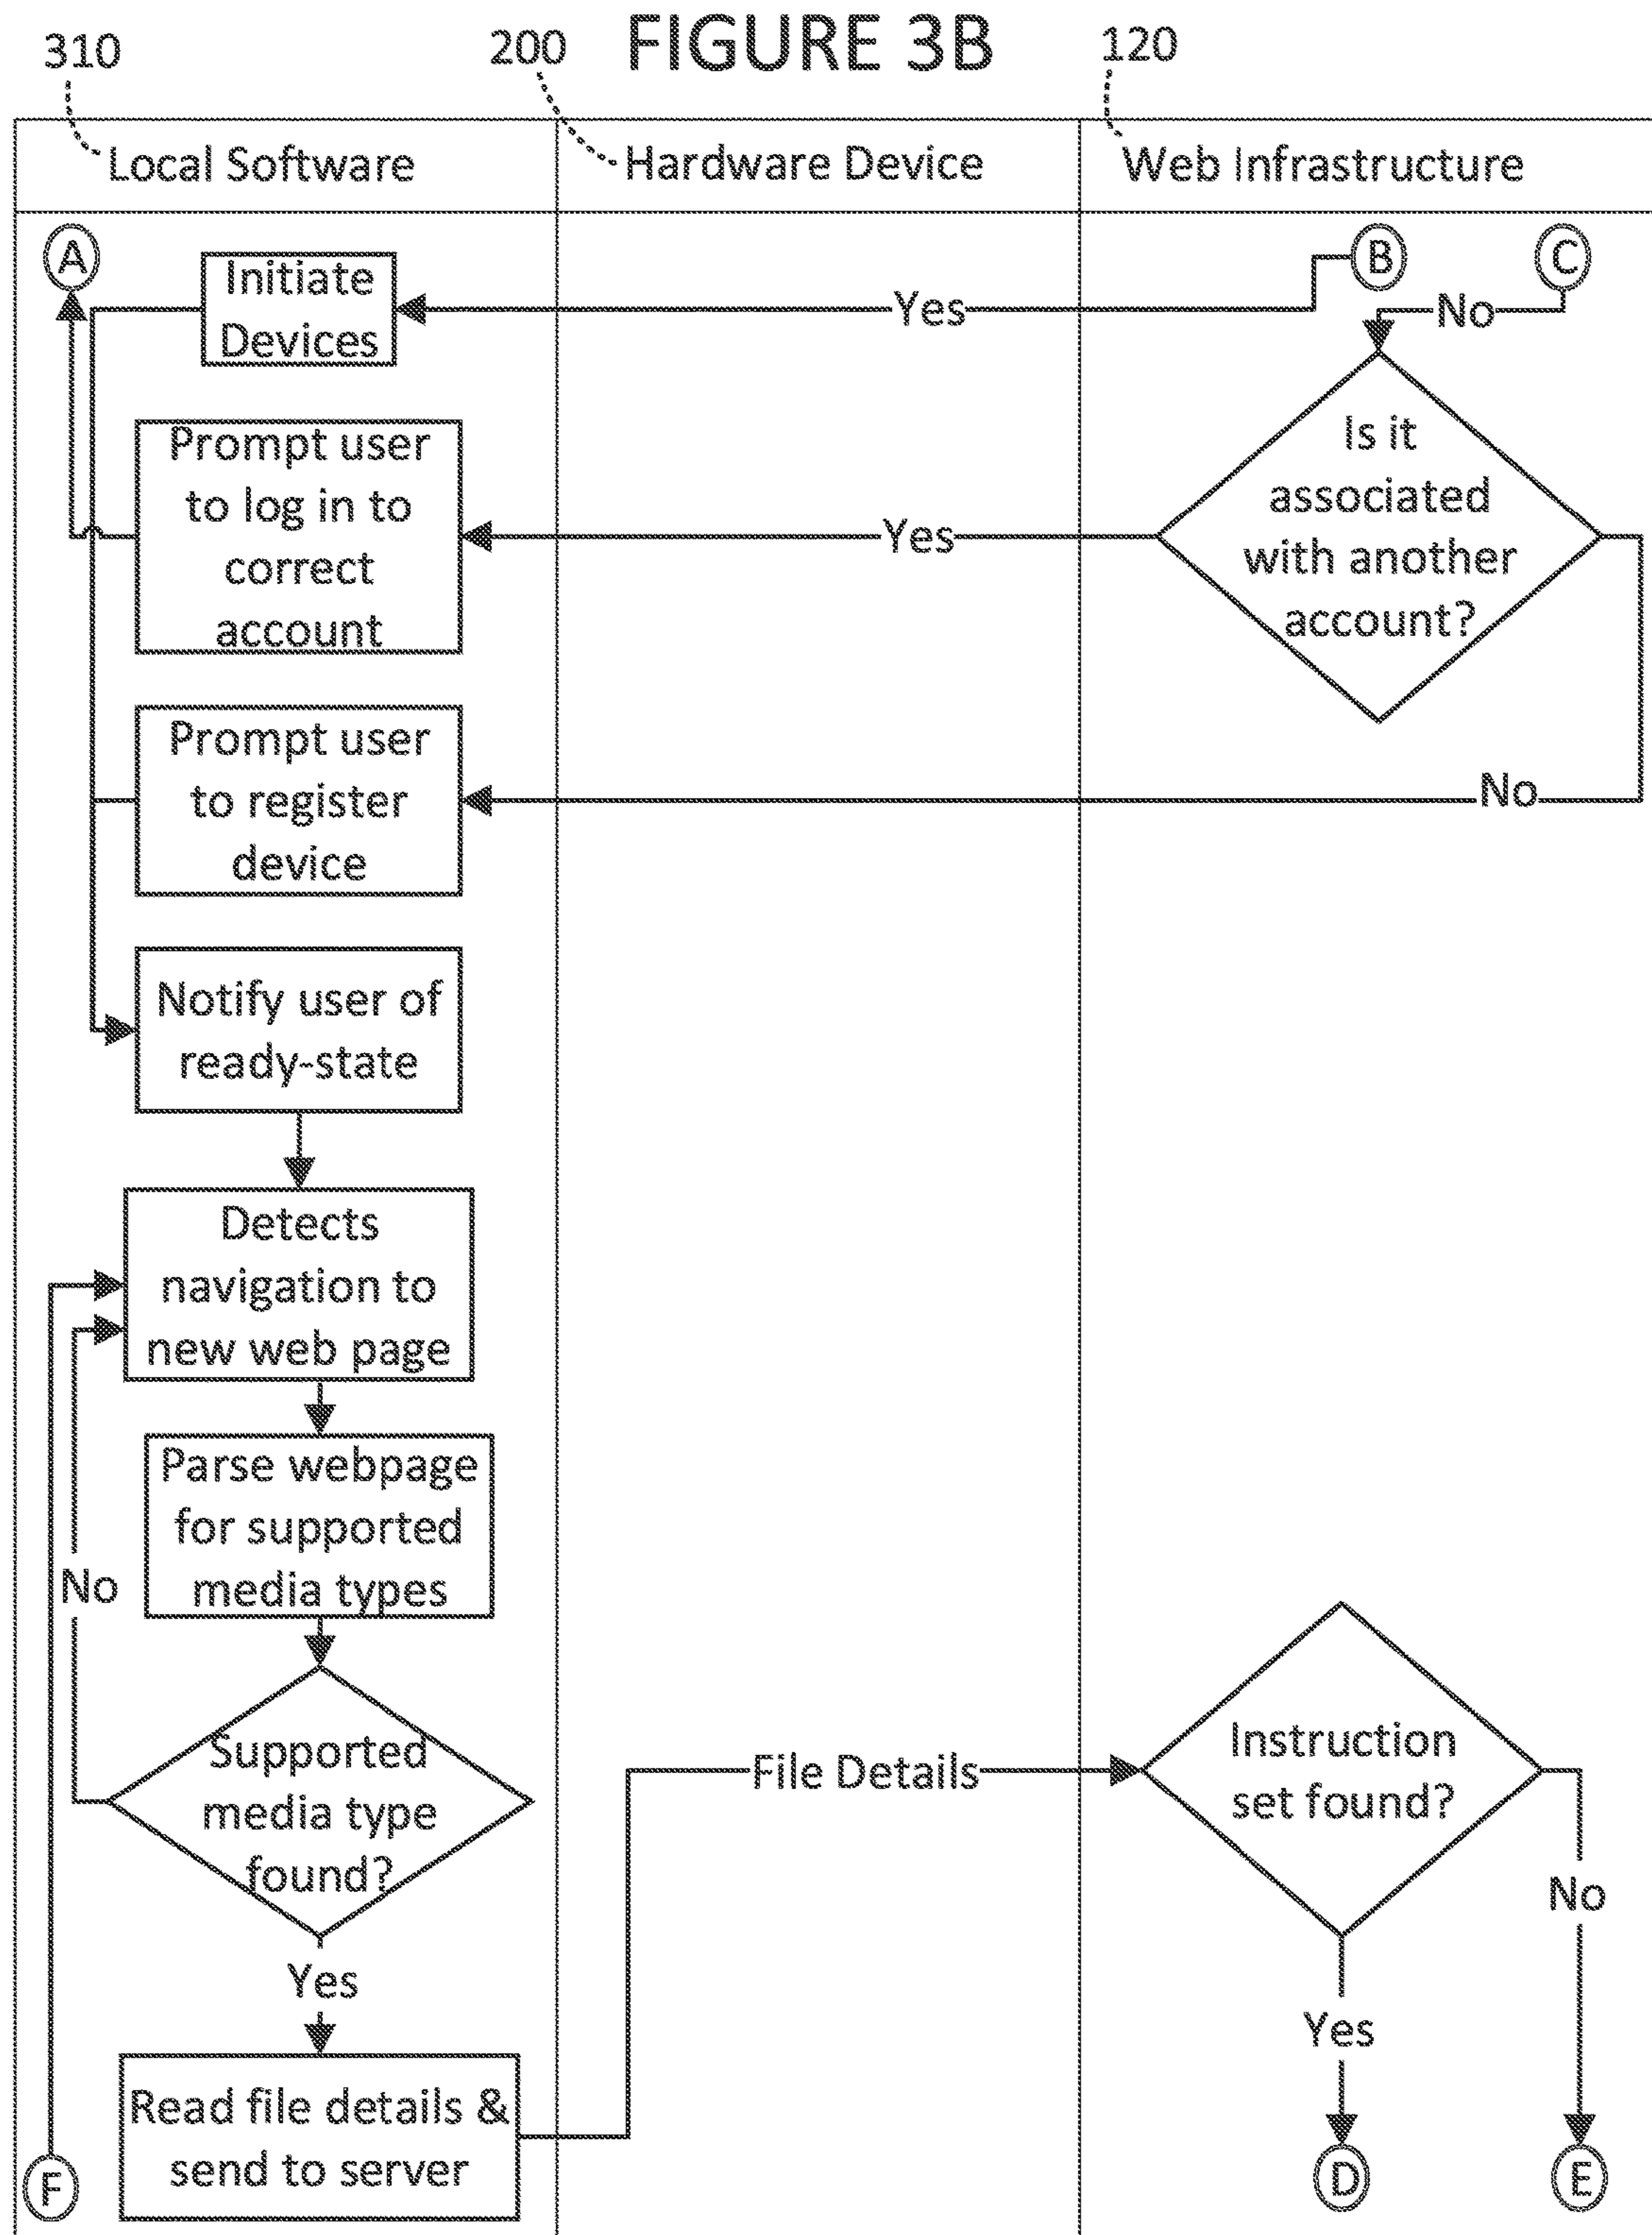 FIGURE 3B
310
200
120
Local Software
Hardware Device
Web Infrastructure
A
B
C
Initiate
Devices
Yes
No
Is it
associated
with another
account?
Prompt user
to log in to
correct
account
Yes
Prompt user
to register
device
No
Notify user of
ready-state
Detects
navigation to
new web page
Parse webpage
for supported
media types
No
Supported
media type
found?
File Details
Instruction
set found?
No
Yes
Yes
Read file details &
send to server
F
D
E